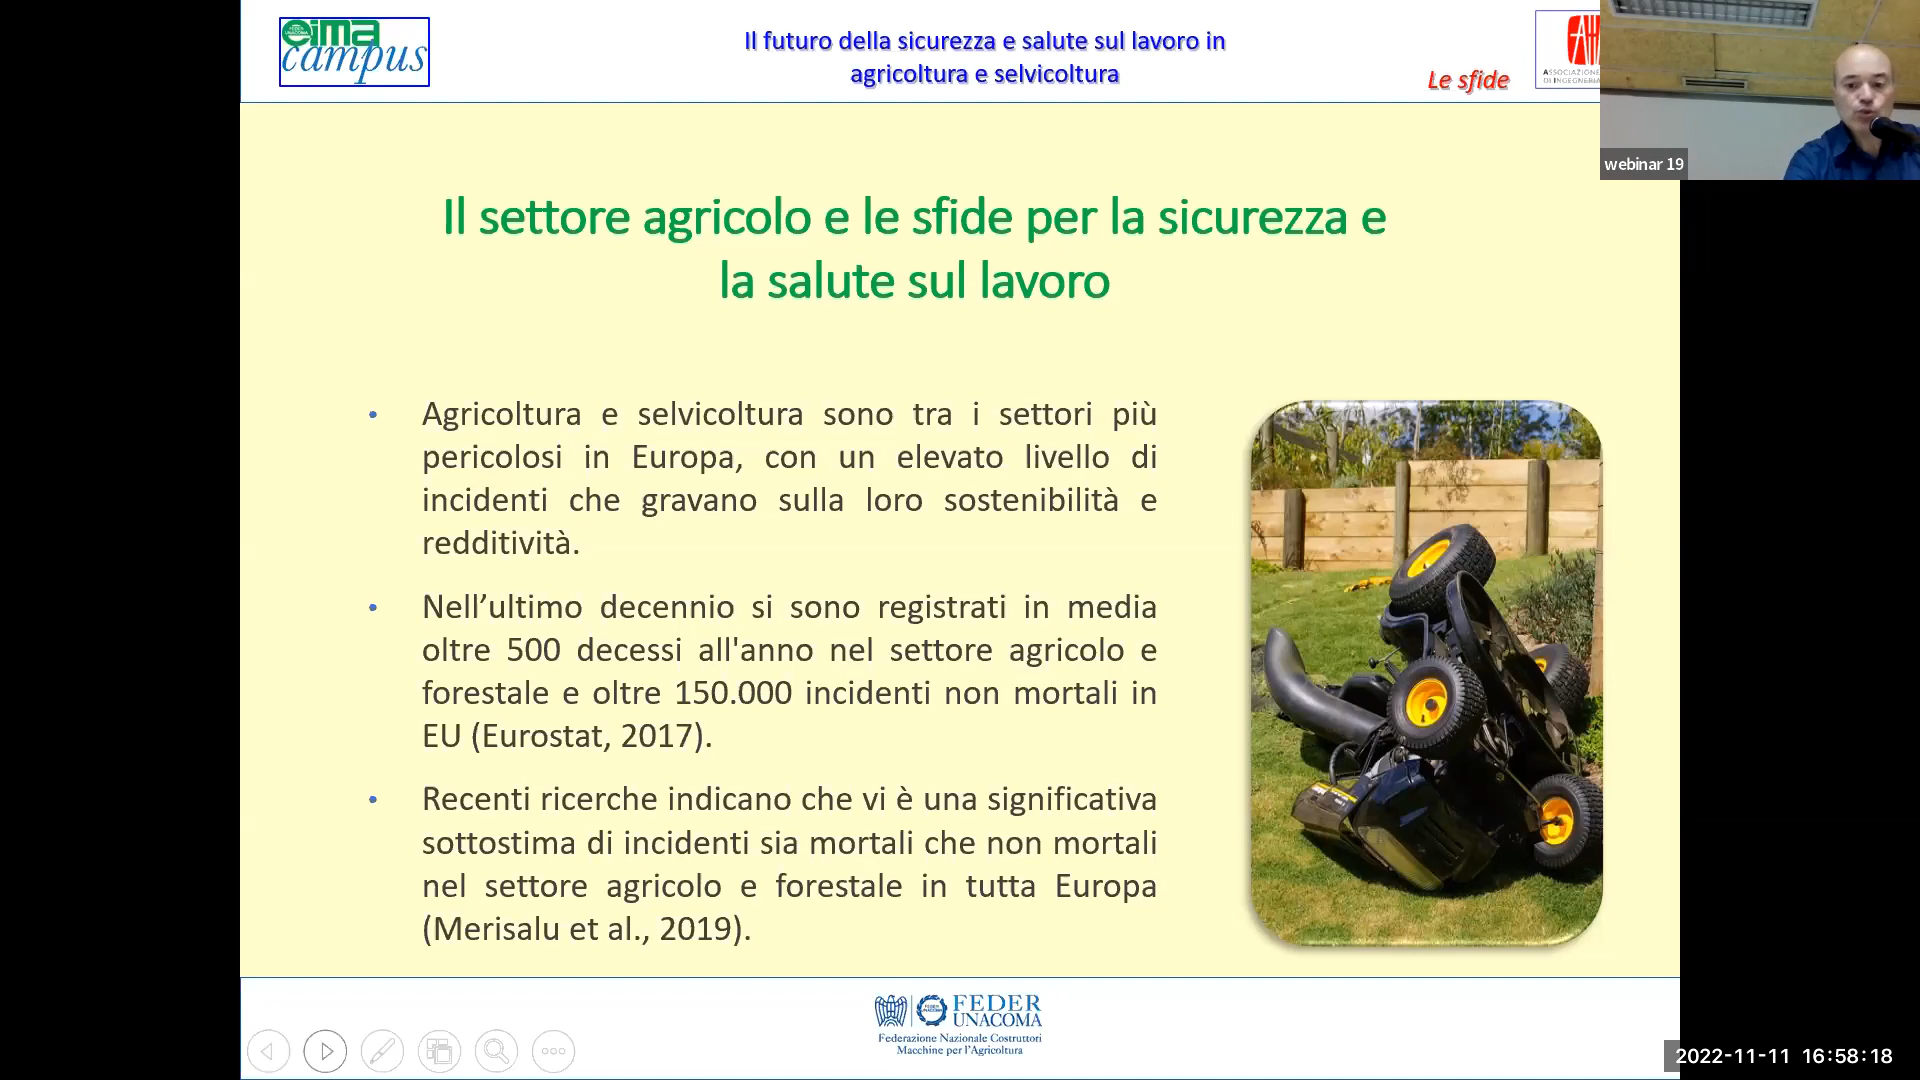 eima
campus
FEDER
UNACOMA
Il futuro della sicurezza e salute sul lavoro in
agricoltura e selvicoltura
Le sfide
ASSOCIAZIONE
DI INGEGNERIA
webinar 19
Il settore agricolo e le sfide per la sicurezza e
la salute sul lavoro
• Agricoltura e selvicoltura sono tra i settori più
pericolosi in Europa, con un elevato livello di
incidenti che gravano sulla loro sostenibilità e
redditività.
• Nell’ultimo decennio si sono registrati in media
oltre 500 decessi all'anno nel settore agricolo e
forestale e oltre 150.000 incidenti non mortali in
EU (Eurostat, 2017).
• Recenti ricerche indicano che vi è una significativa
sottostima di incidenti sia mortali che non mortali
nel settore agricolo e forestale in tutta Europa
(Merisalu et al., 2019).
FEDER
UNACOMA
Federazione Nazionale Costruttori
Macchine per l'Agricoltura
2022-11-11 16:58:18